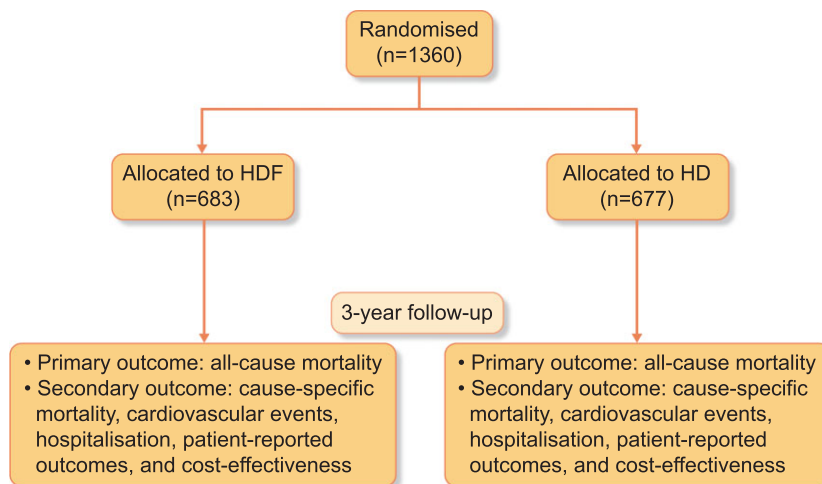 Randomised
(n=1360)
Allocated to HDF
(n=683)
Allocated to HD
(n=677)
3-year follow-up
• Primary outcome: all-cause mortality
• Secondary outcome: cause-specific
mortality, cardiovascular events,
hospitalisation, patient-reported
outcomes, and cost-effectiveness
• Primary outcome: all-cause mortality
• Secondary outcome: cause-specific
mortality, cardiovascular events,
hospitalisation, patient-reported
outcomes, and cost-effectiveness